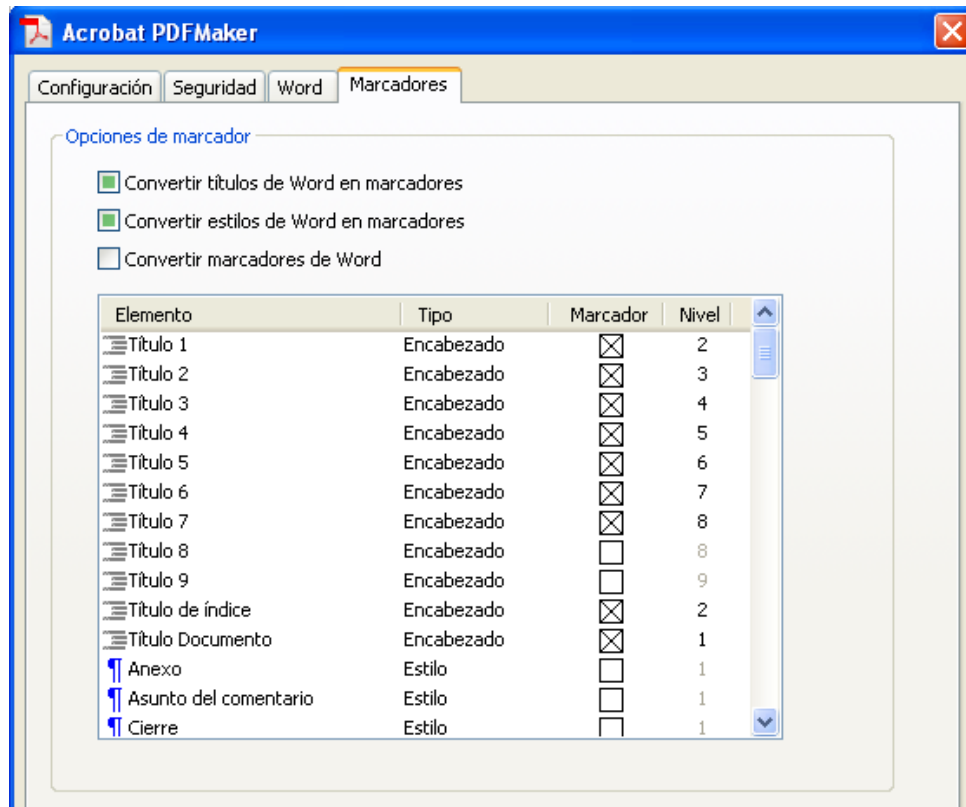 Acrobat PDFMaker
Configuración Seguridad Word Marcadores
Opciones de marcador
Convertir títulos de Word en marcadores
Convertir estilos de Word en marcadores
Convertir marcadores de Word
Elemento Tipo Marcador Nivel
Título 1 Encabezado 2
Título 2 Encabezado 3
Título 3 Encabezado 4
Título 4 Encabezado 5
Título 5 Encabezado 6
Título 6 Encabezado 7
Título 7 Encabezado 8
Título 8 Encabezado 8
Título 9 Encabezado 9
Título de índice Encabezado 2
Título Documento Encabezado 1
¶ Anexo Estilo 1
¶ Asunto del comentario Estilo 1
¶ Cierre Estilo 1